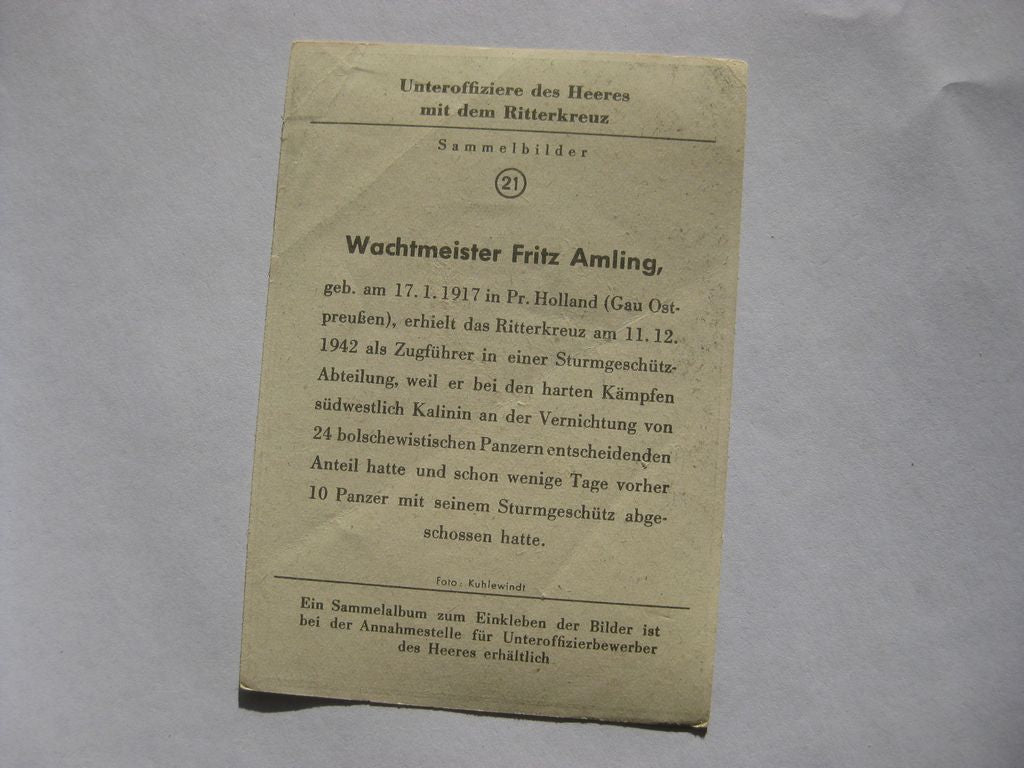 Unteroffiziere des Heeres
mit dem Ritterkreuz
Sammelbilder
21
Wachtmeister Fritz Amling,
geb. am 17. 1. 1917 in Pr. Holland (Gau Ost-
preußen), erhielt das Ritterkreuz am 11. 12.
1942 als Zugführer in einer Sturmgeschütz-
Abteilung, weil er bei den harten Kämpfen
südwestlich Kalinin an der Vernichtung von
24 bolschewistischen Panzern entscheidenden
Anteil hatte und schon wenige Tage vorher
10 Panzer mit seinem Sturmgeschütz abge-
schossen hatte.
Foto: Kuhlewindt
Ein Sammelalbum zum Einkleben der Bilder ist
bei der Annahmestelle für Unteroffizierbewerber
des Heeres erhältlich